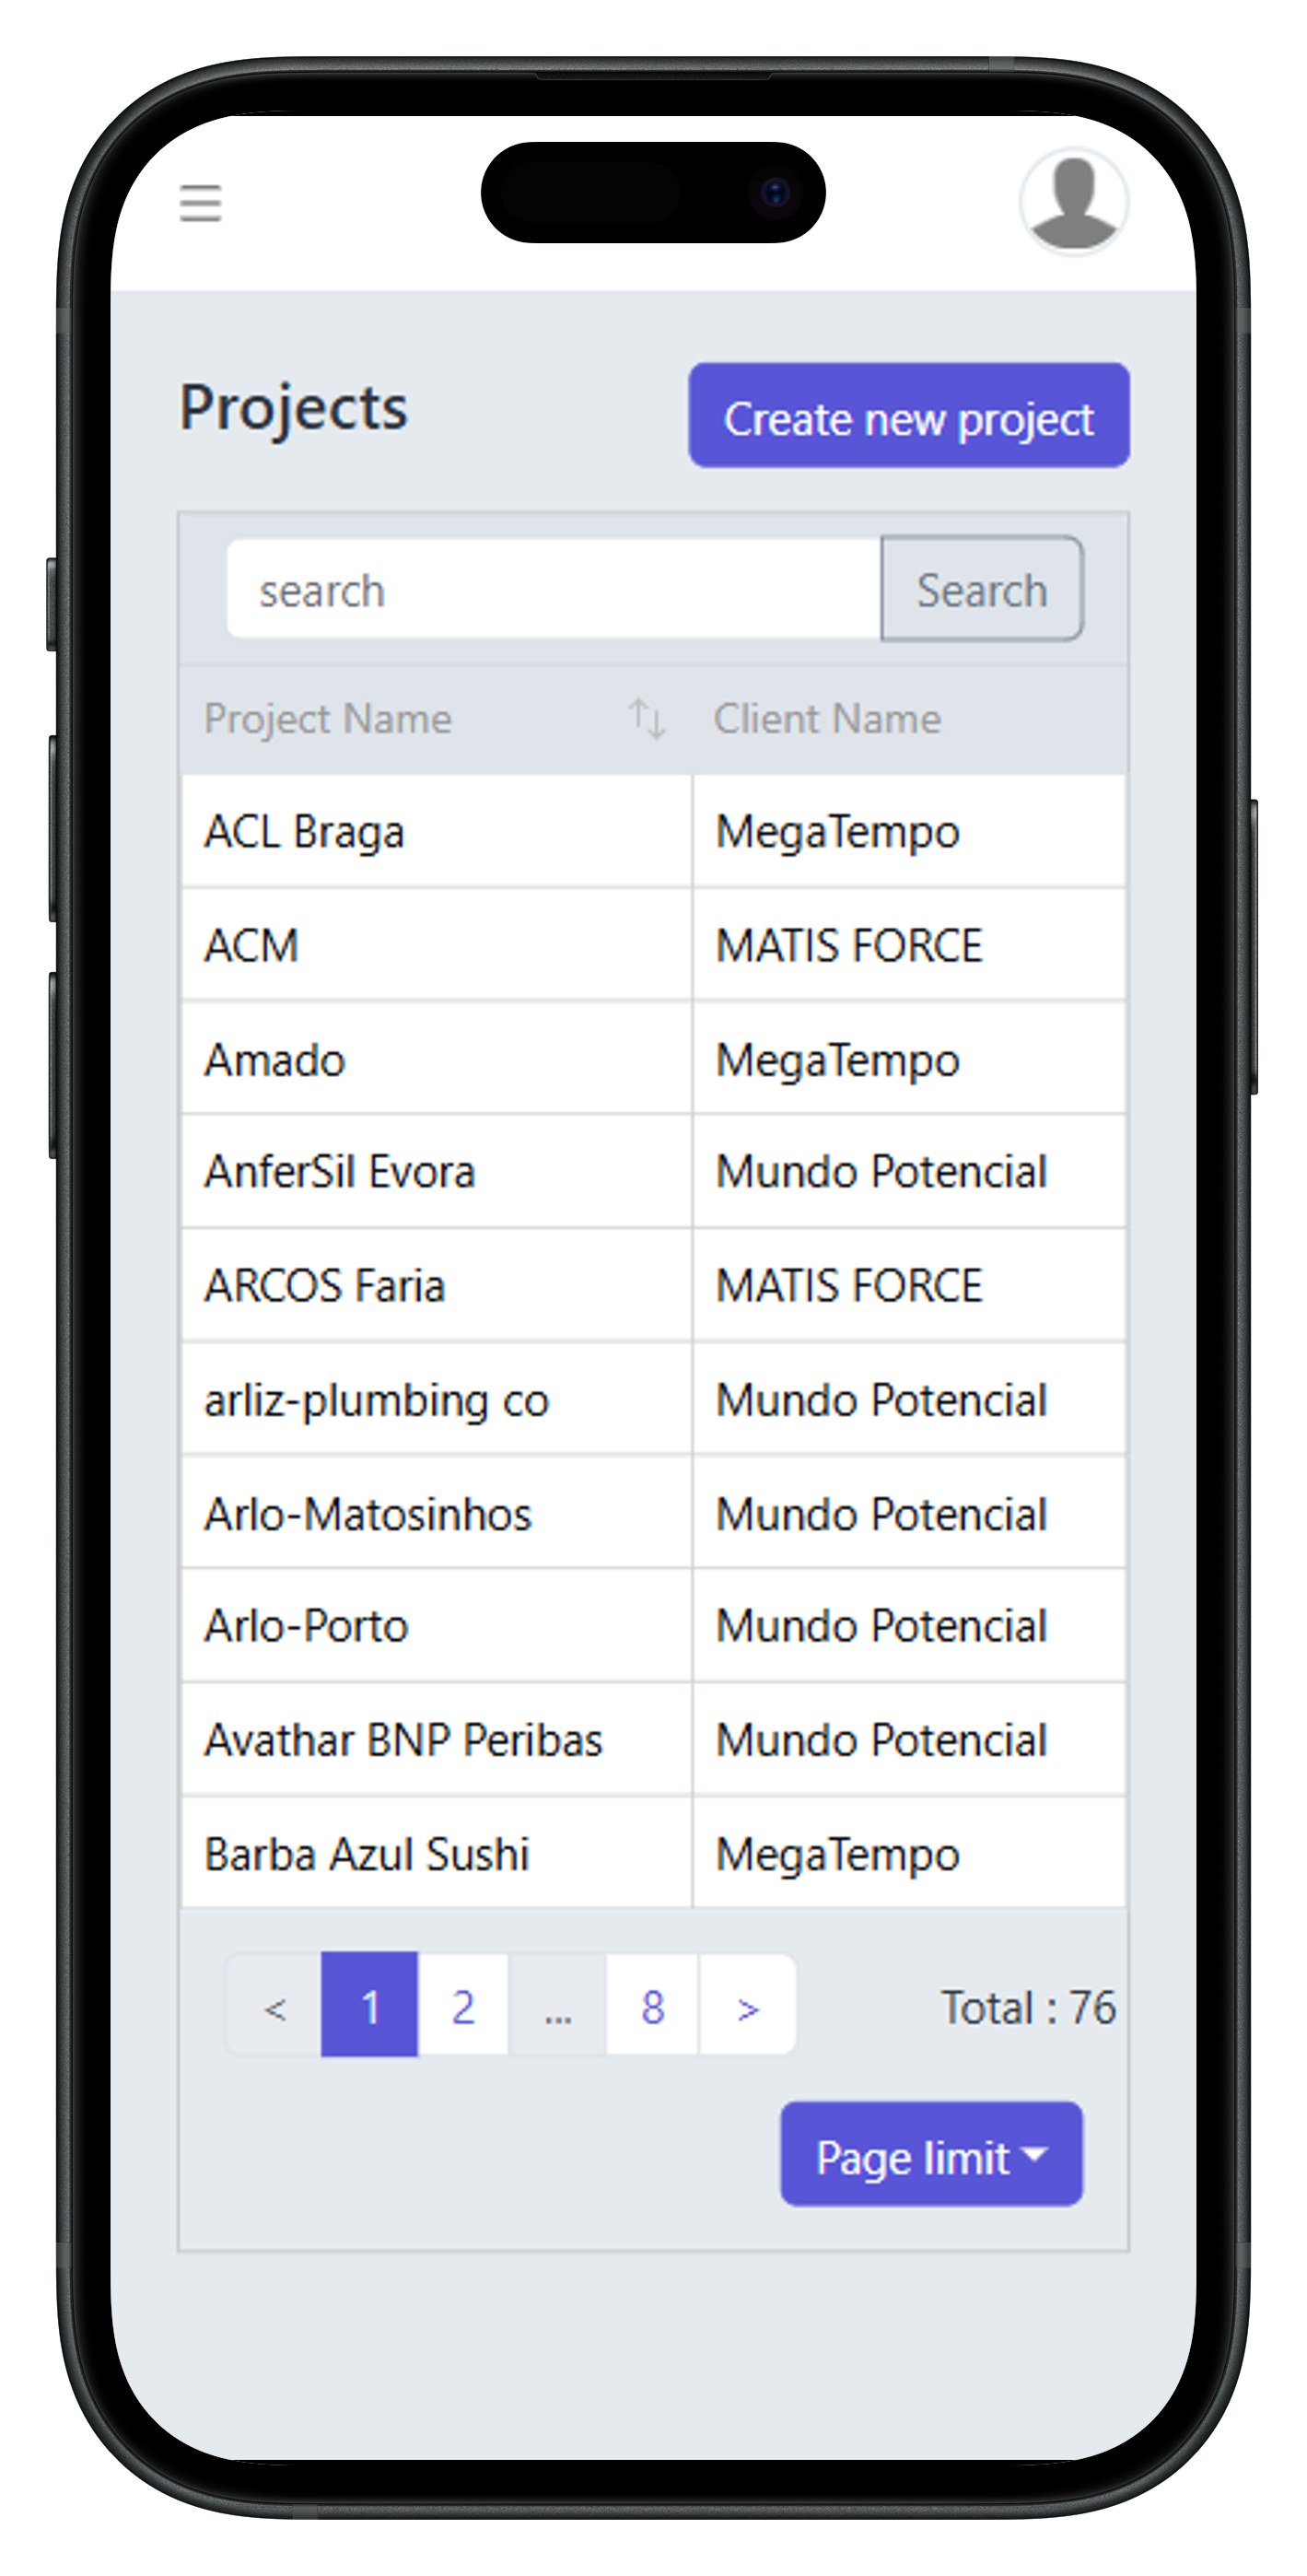 Projects
Create new project
search
Search
Project Name
Client Name
ACL Braga
MegaTempo
ACM
MATIS FORCE
Amado
MegaTempo
AnferSil Evora
Mundo Potencial
ARCOS Faria
MATIS FORCE
arliz-plumbing co
Mundo Potencial
Arlo-Matosinhos
Mundo Potencial
Arlo-Porto
Mundo Potencial
Avathar BNP Peribas
Mundo Potencial
Barba Azul Sushi
MegaTempo
< 1 2 ... 8 >
Total : 76
Page limit